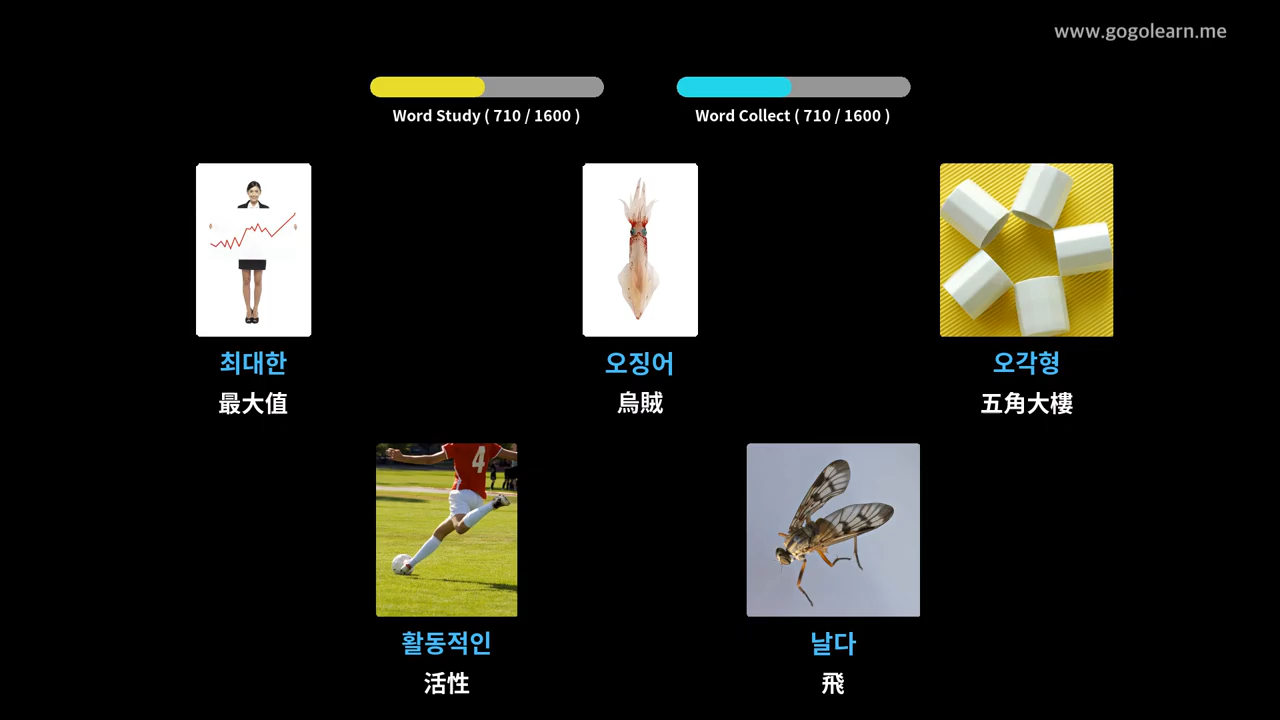 www.gogolearn.me
Word Study ( 710 / 1600 )
Word Collect ( 710 / 1600 )
최대한
最大值
오징어
烏賊
오각형
五角大樓
4
활동적인
活性
날다
飛